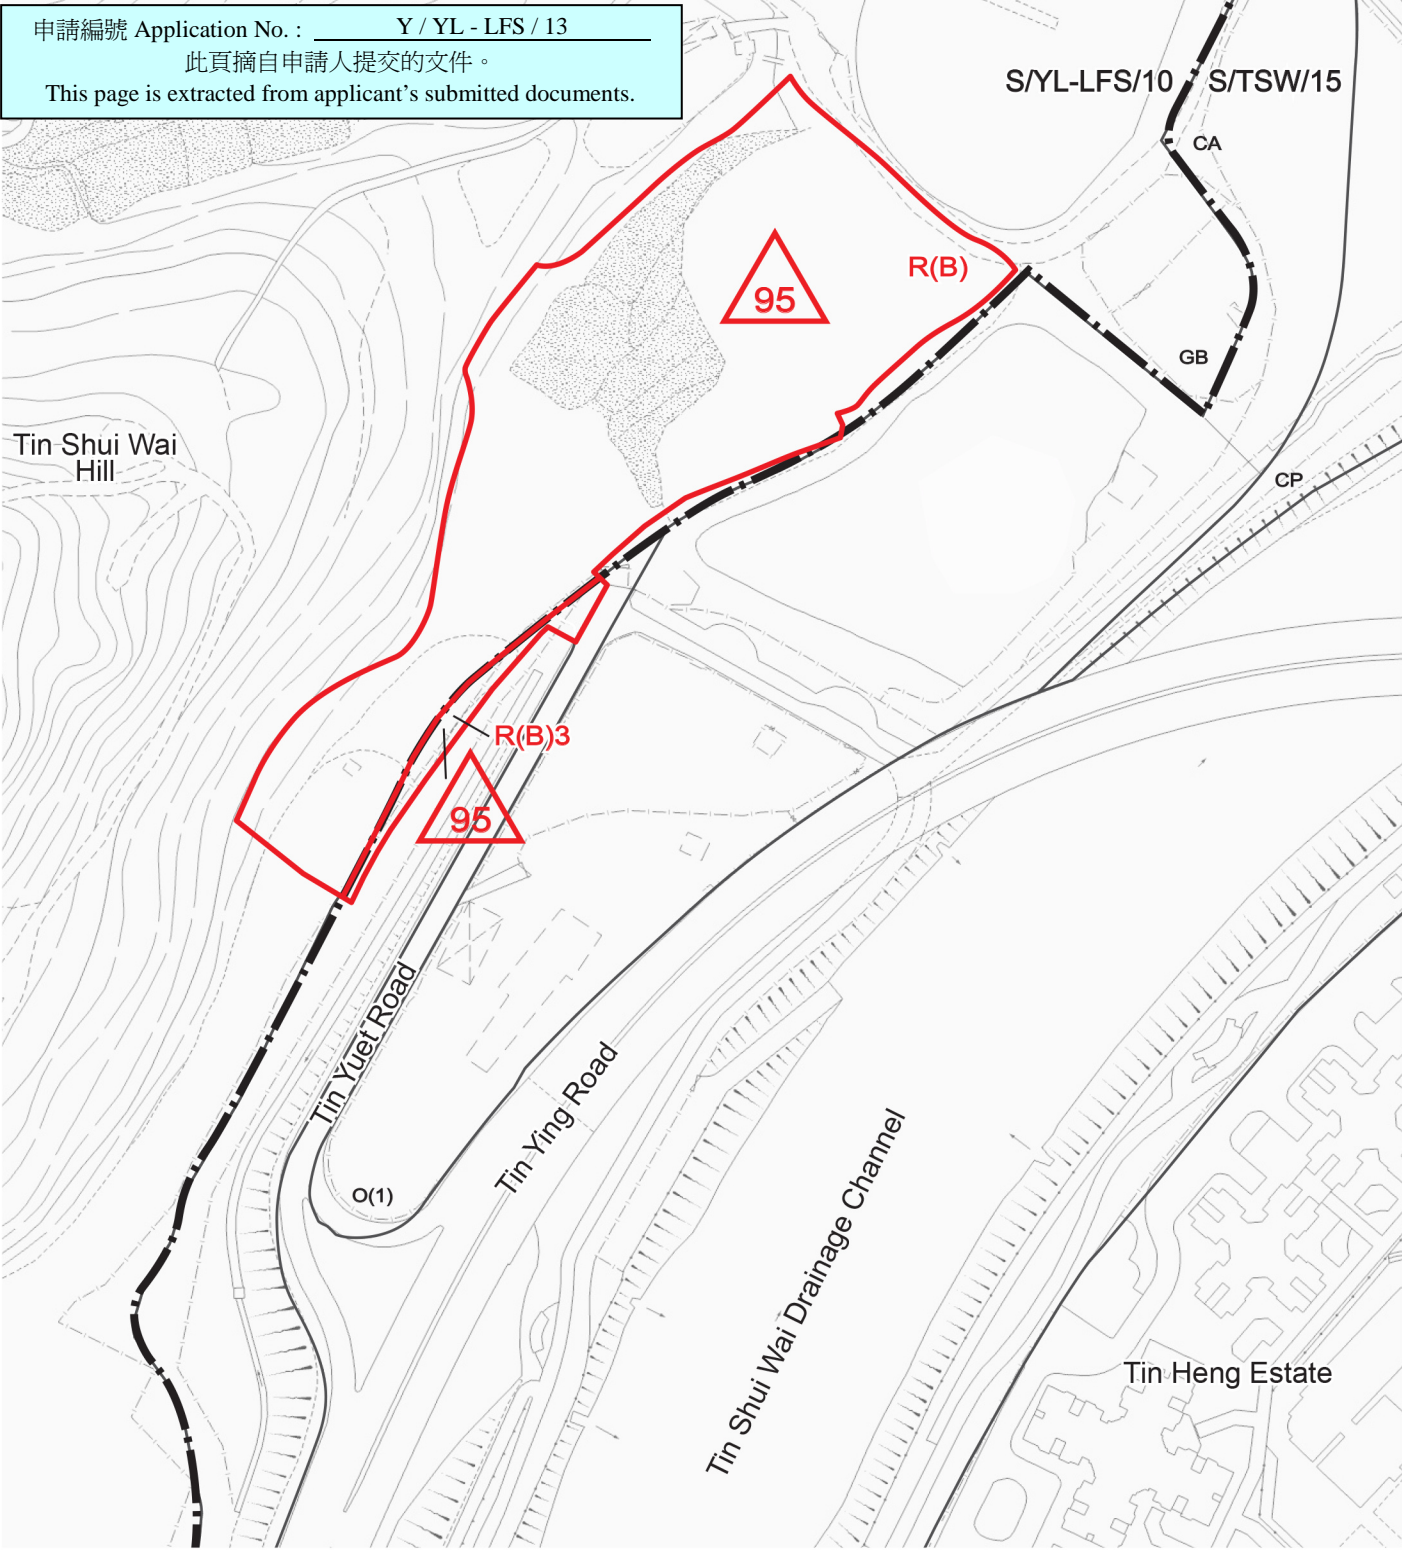 申請編號 Application No. : Y / YL - LFS / 13
此頁摘自申請人提交的文件。
This page is extracted from applicant's submitted documents.
S/YL-LFS/10 S/TSW/15
CA
R(B)
95
GB
Tin Shui Wai
Hill
CP
R(B)3
95
Tin Yuet Road
Tin Ying Road
O(1)
Tin Shui Wai Drainage Channel
Tin Heng Estate